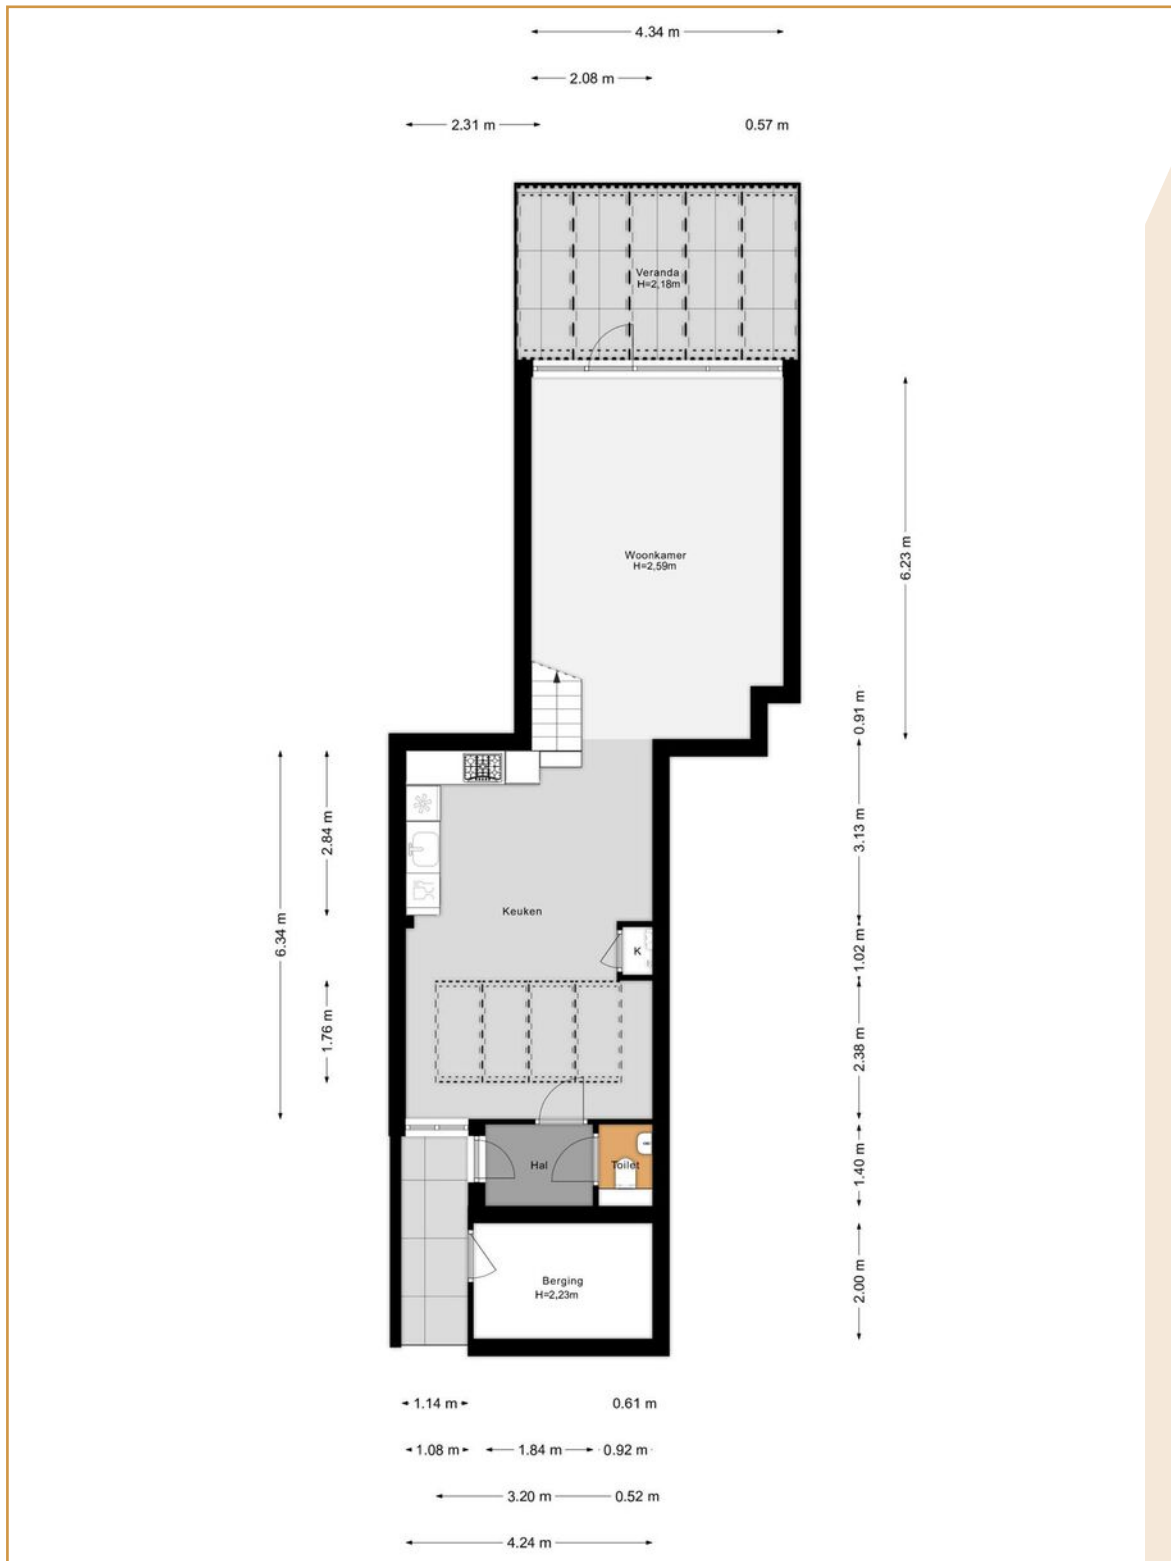 4.34 m
2.08 m
2.31 m
0.57 m
Veranda
H=2,18m
Woonkamer
H=2,59m
6.23 m
0.91 m
2.84 m
3.13 m
Keuken
6.34 m
K
1.02 m
1.76 m
2.38 m
Hal
Toilet
1.40 m
Berging
H=2,23m
2.00 m
1.14 m
0.61 m
1.08 m
1.84 m
0.92 m
3.20 m
0.52 m
4.24 m